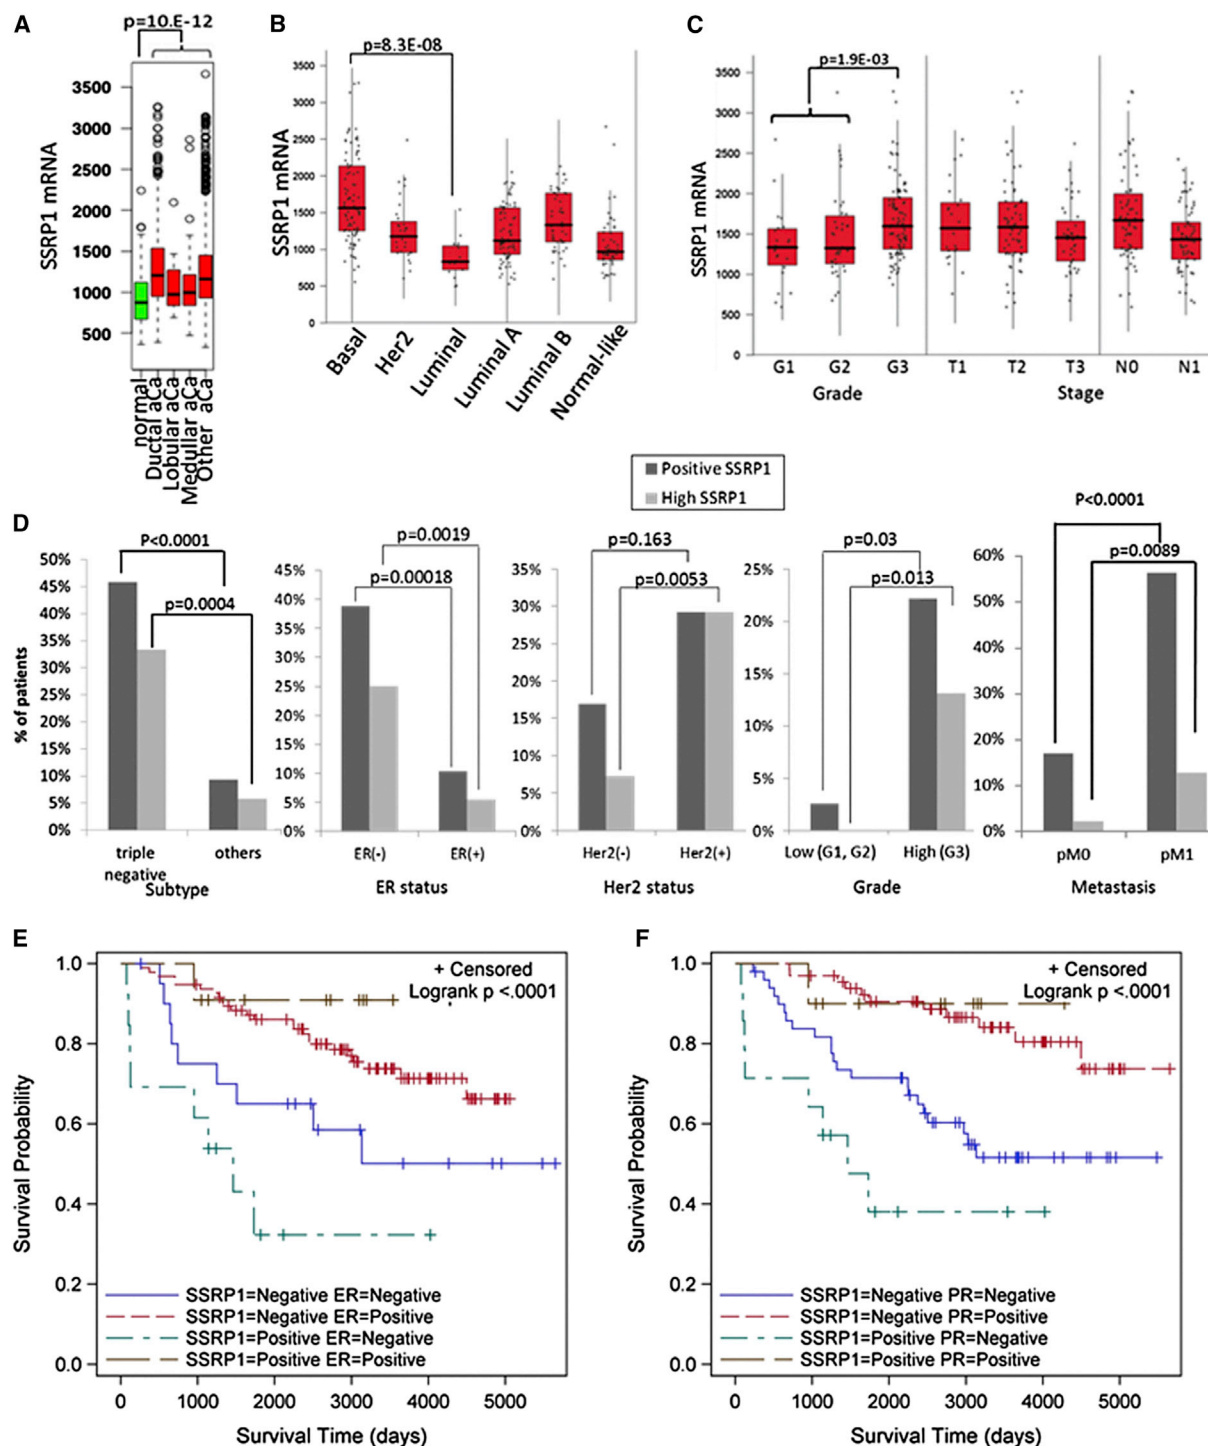 A
p=10.E-12
SSRP1 mRNA
3500
3000
2500
2000
1500
1000
500
normal
Ductal aCa
Lobular aCa
Medullar aCa
Other aCa
B
p=8.3E-08
SSRP1 mRNA
3500
3000
2500
2000
1500
1000
500
0
Basal
Her2
Luminal
Luminal A
Luminal B
Normal-like
C
p=1.9E-03
SSRP1 mRNA
3500
3000
2500
2000
1500
1000
500
0
G1 G2 G3 T1 T2 T3 N0 N1
Grade Stage
Positive SSRP1
High SSRP1
D
% of patients
P<0.0001
p=0.0004
50%
45%
40%
35%
30%
25%
20%
15%
10%
5%
0%
triple negative
others
Subtype
p=0.0019
p=0.00018
45%
40%
35%
30%
25%
20%
15%
10%
5%
0%
ER(-) ER(+)
ER status
p=0.163
p=0.0053
35%
30%
25%
20%
15%
10%
5%
0%
Her2(-) Her2(+)
Her2 status
p=0.03
p=0.013
25%
20%
15%
10%
5%
0%
Low (G1, G2) High (G3)
Grade
P<0.0001
p=0.0089
60%
50%
40%
30%
20%
10%
0%
pM0 pM1
Metastasis
E
+ Censored
Logrank p <.0001
Survival Probability
1.0
0.8
0.6
0.4
0.2
0.0
SSRP1=Negative ER=Negative
SSRP1=Negative ER=Positive
SSRP1=Positive ER=Negative
SSRP1=Positive ER=Positive
0 1000 2000 3000 4000 5000
Survival Time (days)
F
+ Censored
Logrank p <.0001
Survival Probability
1.0
0.8
0.6
0.4
0.2
0.0
SSRP1=Negative PR=Negative
SSRP1=Negative PR=Positive
SSRP1=Positive PR=Negative
SSRP1=Positive PR=Positive
0 1000 2000 3000 4000 5000
Survival Time (days)